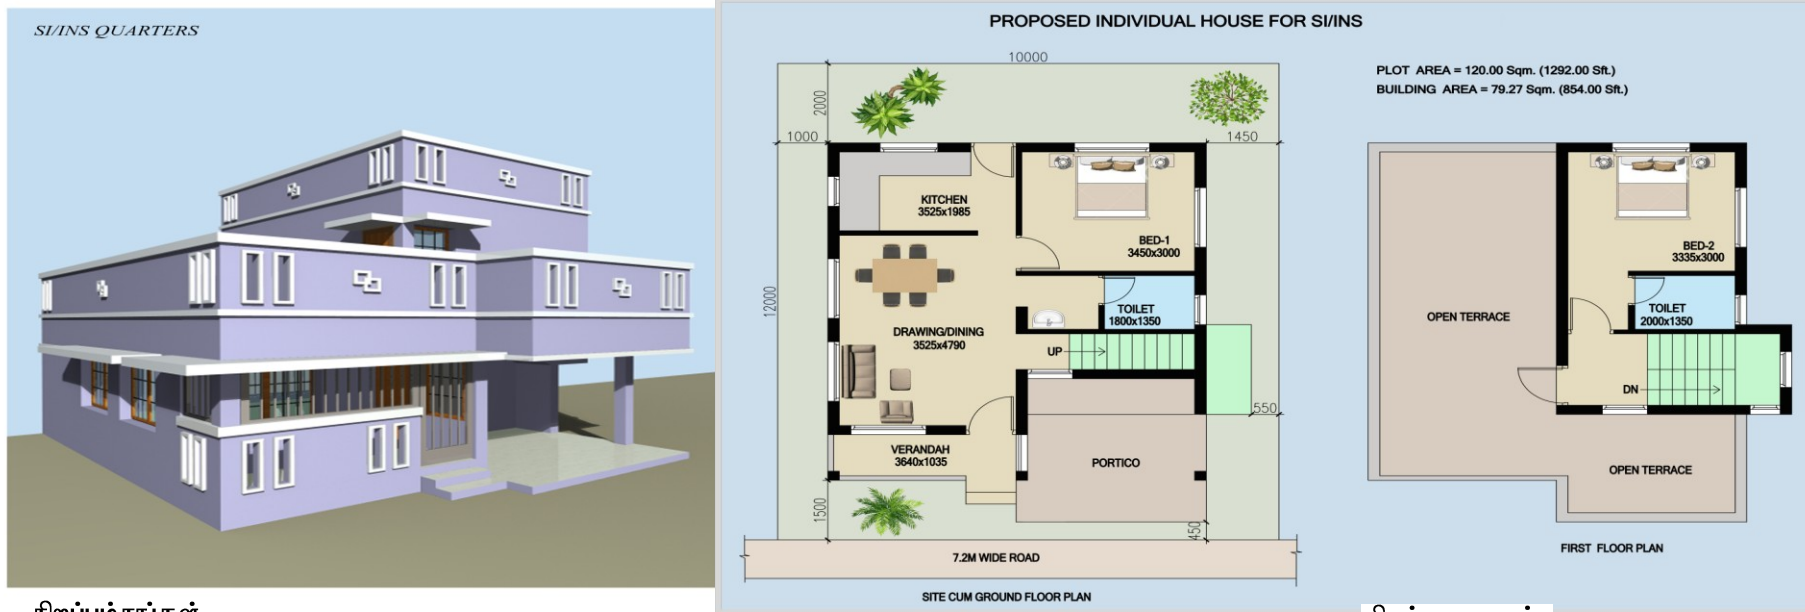 SI/INS QUARTERS
PROPOSED INDIVIDUAL HOUSE FOR SI/INS
PLOT AREA = 120.00 Sqm. (1292.00 Sft.)
BUILDING AREA = 79.27 Sqm. (854.00 Sft.)
10000
2000
1000
1450
KITCHEN
3525x1985
BED-1
3450x3000
12000
TOILET
1800x1350
DRAWING/DINING
3525x4790
UP
550
VERANDAH
3640x1035
PORTICO
1500
450
7.2M WIDE ROAD
SITE CUM GROUND FLOOR PLAN
BED-2
3335x3000
OPEN TERRACE
TOILET
2000x1350
DN
OPEN TERRACE
FIRST FLOOR PLAN